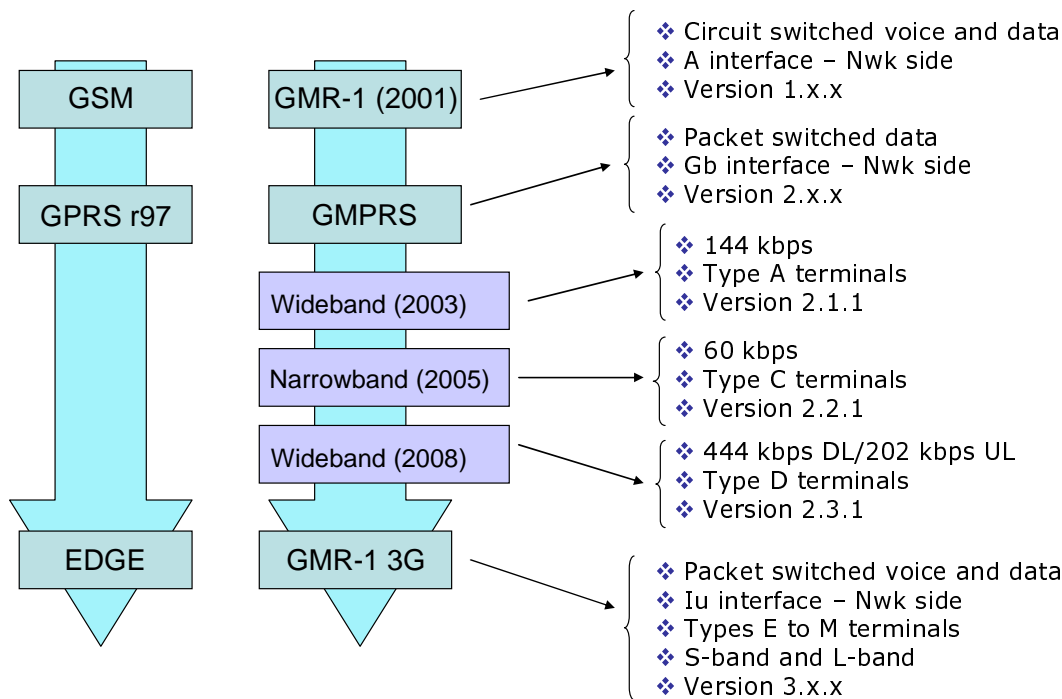 GSM
GPRS r97
EDGE
GMR-1 (2001)
❖ Circuit switched voice and data
❖ A interface – Nwk side
❖ Version 1.x.x
GMPRS
❖ Packet switched data
❖ Gb interface – Nwk side
❖ Version 2.x.x
Wideband (2003)
❖ 144 kbps
❖ Type A terminals
❖ Version 2.1.1
Narrowband (2005)
❖ 60 kbps
❖ Type C terminals
❖ Version 2.2.1
Wideband (2008)
❖ 444 kbps DL/202 kbps UL
❖ Type D terminals
❖ Version 2.3.1
GMR-1 3G
❖ Packet switched voice and data
❖ Iu interface – Nwk side
❖ Types E to M terminals
❖ S-band and L-band
❖ Version 3.x.x